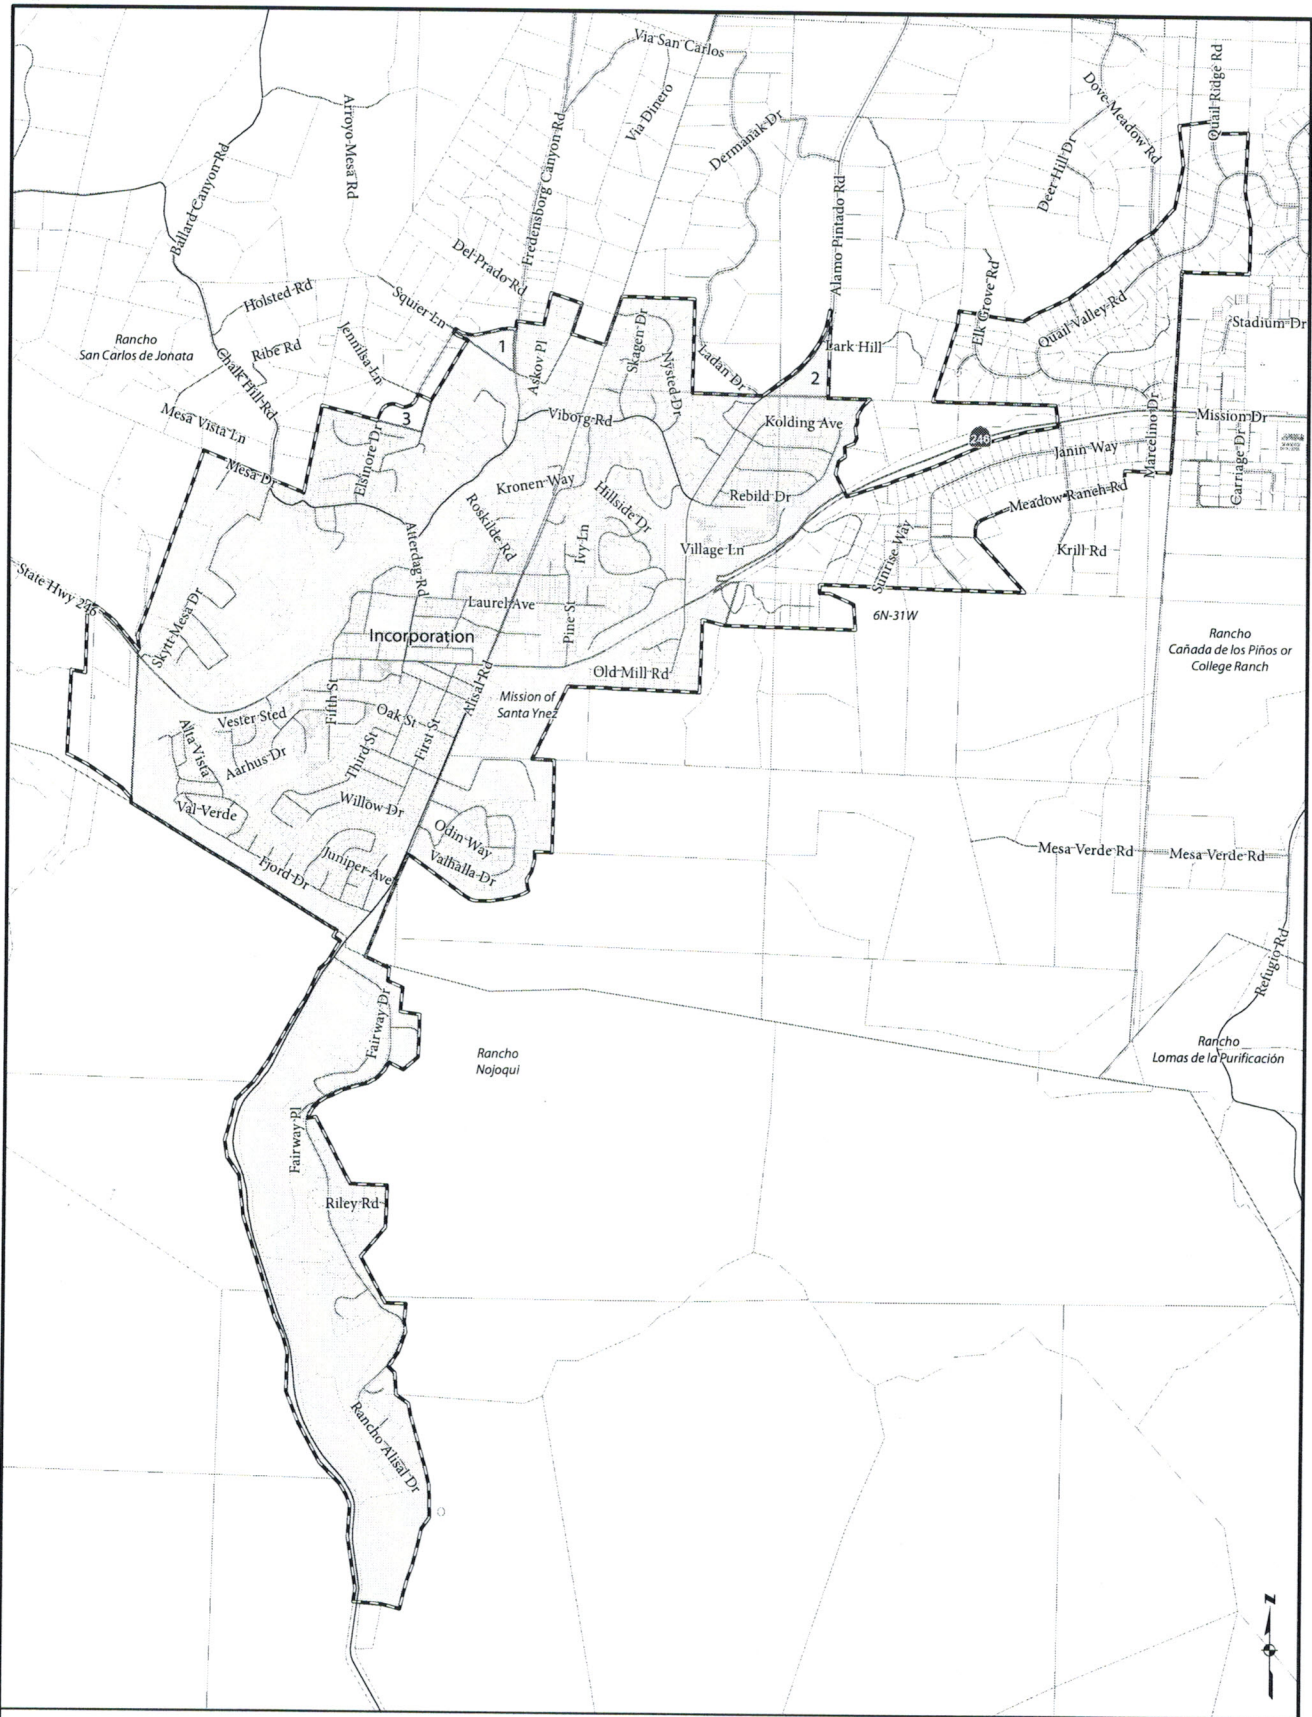 Via San Carlos
Quail Ridge Rd
Dove Meadow Rd
Arroyo Mesa Rd
Via Dinero
Fredensborg Canyon Rd
Dermanak Dr
Deer Hill Dr
Ballard Canyon Rd
Alamo Pintado Rd
Del Prado Rd
Holsted Rd
Squier Ln
Elk Grove Rd
Quail Valley Rd
Stadium Dr
Rancho
San Carlos de Jonata
Ribe Rd
Jennilsa Ln
1
Askov Pl
Skagen Dr
Nysted Dr
Ladan Dr
Lark Hill
2
Chalk Hill Rd
Mesa Vista Ln
3
Viborg Rd
Kolding Ave
Mission Dr
Marcelino Dr
246
Janin Way
Carriage Dr
Elsinore Dr
Mesa Dr
Kronen Way
Hillside Dr
Rebild Dr
Meadow Ranch Rd
Roskilde Rd
Ivy Ln
Village Ln
Sunrise Way
Krill Rd
Atterdag Rd
State Hwy 246
Laurel Ave
Pine St
6N-31W
Skytt Mesa Dr
Incorporation
Rancho
Cañada de los Piños or
College Ranch
Old Mill Rd
Alisal Rd
Mission of
Santa Ynez
Fifth St
Vester Sted
Oak St
First St
Alta Vista
Aarhus Dr
Third St
Val Verde
Willow Dr
Odin Way
Juniper Ave
Valhalla Dr
Fjord Dr
Mesa Verde Rd
Mesa Verde Rd
Refugio Rd
Fairway Dr
Rancho
Nojoqui
Rancho
Lomas de la Purificación
Fairway Pl
Riley Rd
Rancho Alisal Dr
N